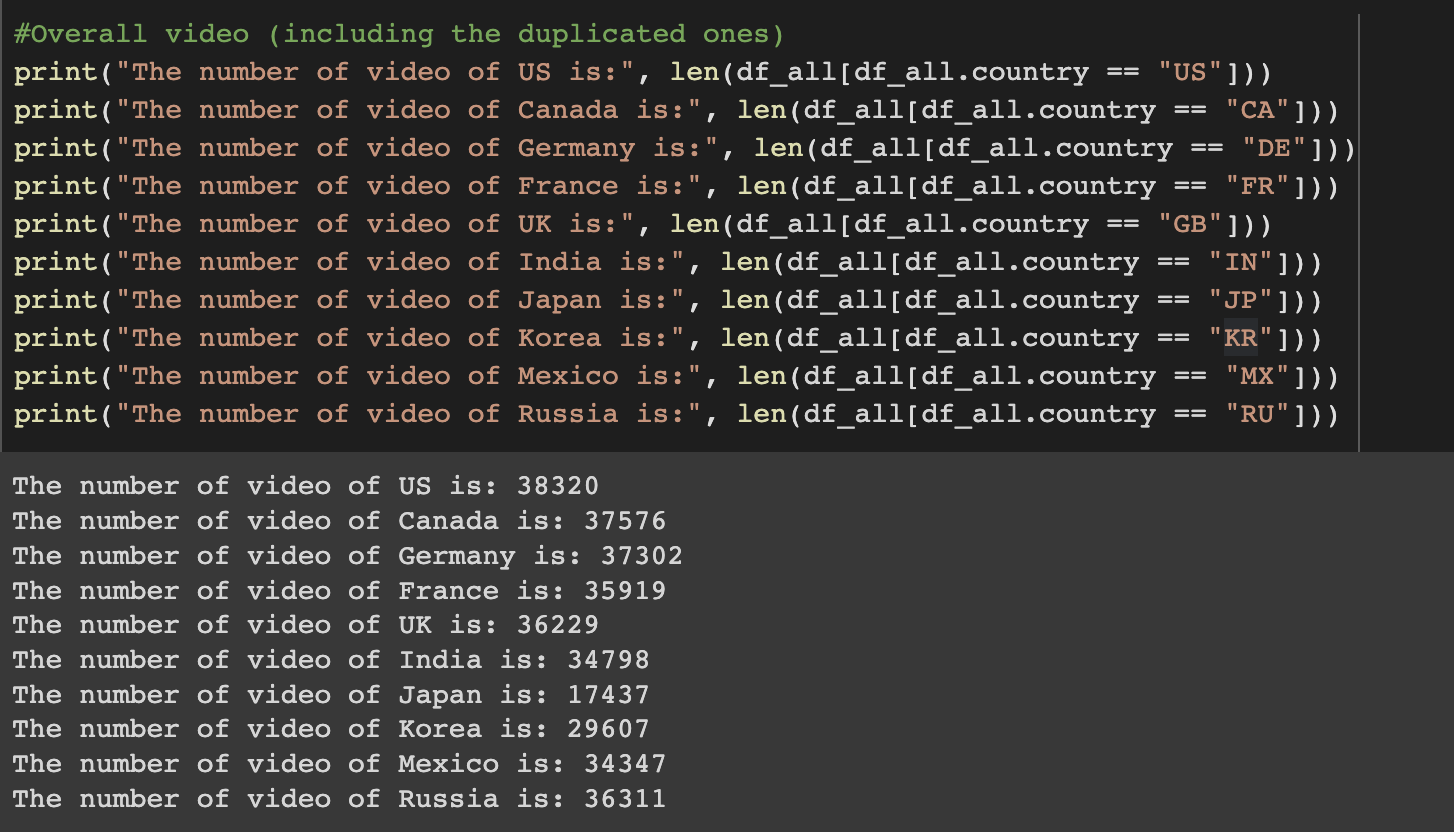 #Overall video (including the duplicated ones)
print("The number of video of US is:", len(df_all[df_all.country == "US"]))
print("The number of video of Canada is:", len(df_all[df_all.country == "CA"]))
print("The number of video of Germany is:", len(df_all[df_all.country == "DE"]))
print("The number of video of France is:", len(df_all[df_all.country == "FR"]))
print("The number of video of UK is:", len(df_all[df_all.country == "GB"]))
print("The number of video of India is:", len(df_all[df_all.country == "IN"]))
print("The number of video of Japan is:", len(df_all[df_all.country == "JP"]))
print("The number of video of Korea is:", len(df_all[df_all.country == "KR"]))
print("The number of video of Mexico is:", len(df_all[df_all.country == "MX"]))
print("The number of video of Russia is:", len(df_all[df_all.country == "RU"]))
The number of video of US is: 38320
The number of video of Canada is: 37576
The number of video of Germany is: 37302
The number of video of France is: 35919
The number of video of UK is: 36229
The number of video of India is: 34798
The number of video of Japan is: 17437
The number of video of Korea is: 29607
The number of video of Mexico is: 34347
The number of video of Russia is: 36311